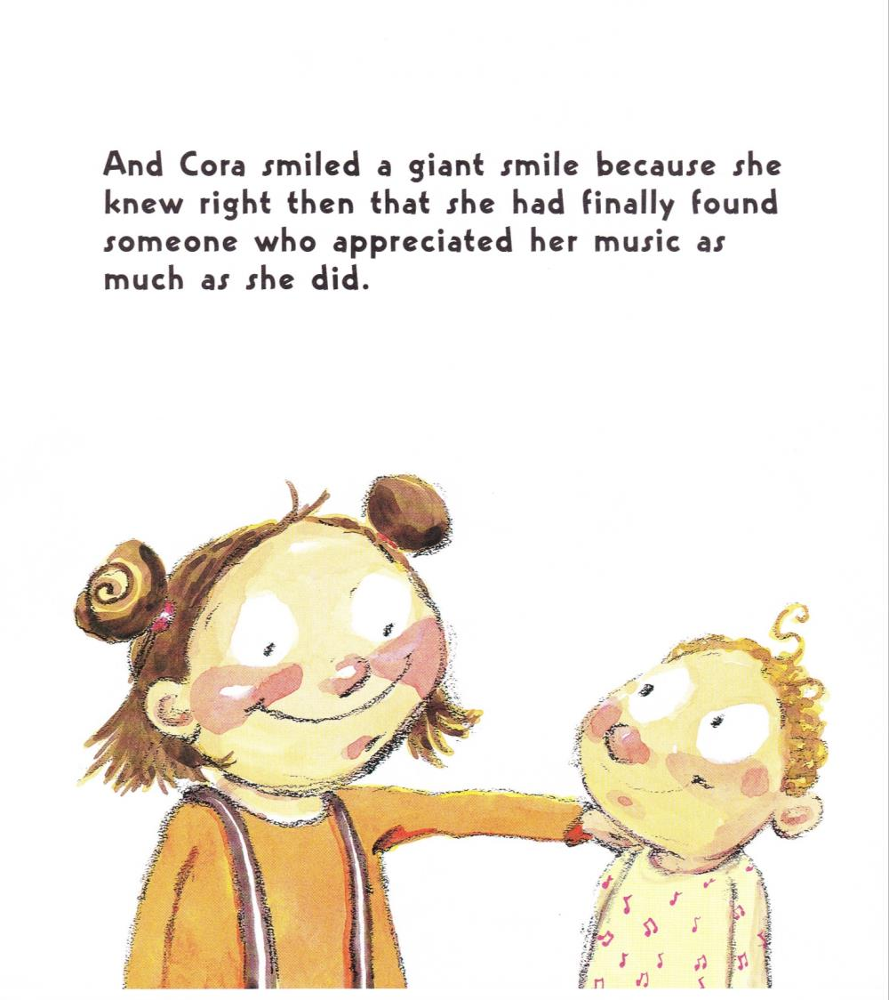 And Cora smiled a giant smile because she
knew right then that she had finally found
someone who appreciated her music as
much as she did.